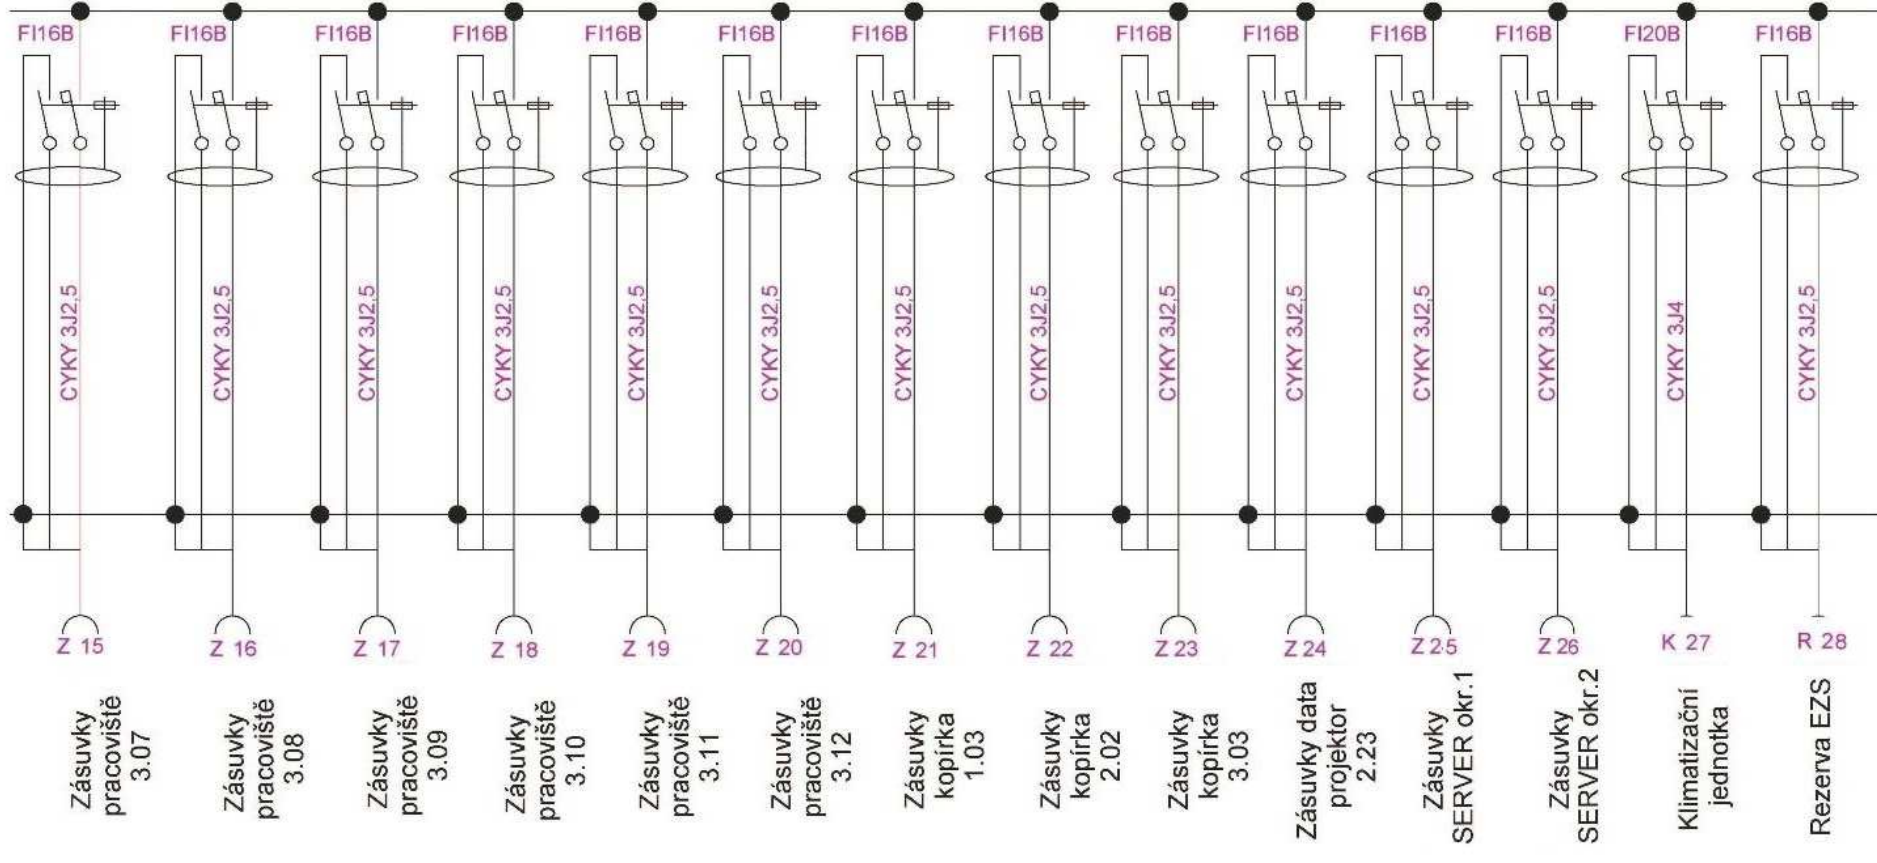 FI16B
FI16B
FI16B
FI16B
FI16B
FI16B
FI16B
FI16B
FI16B
FI16B
FI16B
FI16B
FI20B
FI16B
CYKY 3J2,5
CYKY 3J2,5
CYKY 3J2,5
CYKY 3J2,5
CYKY 3J2,5
CYKY 3J2,5
CYKY 3J2,5
CYKY 3J2,5
CYKY 3J2,5
CYKY 3J2,5
CYKY 3J2,5
CYKY 3J2,5
CYKY 3J4
CYKY 3J2,5
Z 15
Z 16
Z 17
Z 18
Z 19
Z 20
Z 21
Z 22
Z 23
Z 24
Z 25
Z 26
K 27
R 28
Zásuvky
pracoviště
3.07
Zásuvky
pracoviště
3.08
Zásuvky
pracoviště
3.09
Zásuvky
pracoviště
3.10
Zásuvky
pracoviště
3.11
Zásuvky
pracoviště
3.12
Zásuvky
kopírka
1.03
Zásuvky
kopírka
2.02
Zásuvky
kopírka
3.03
Zásuvky data
projektor
2.23
Zásuvky
SERVER okr.1
Zásuvky
SERVER okr.2
Klimatizační
jednotka
Rezerva EZS